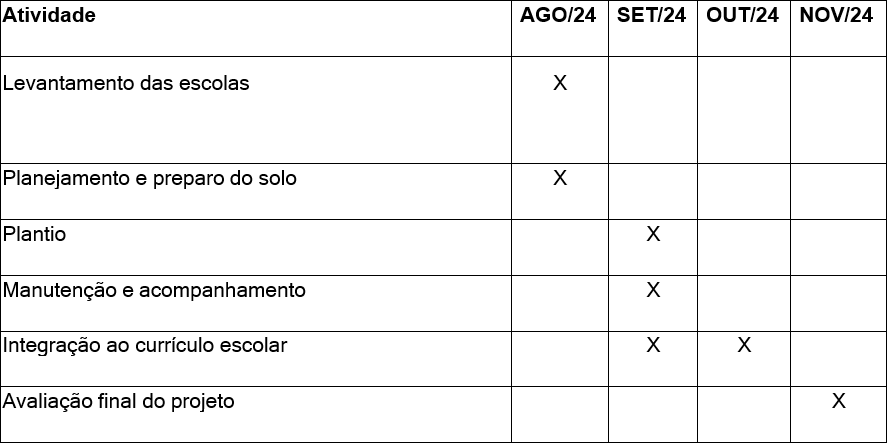 Atividade AGO/24 SET/24 OUT/24 NOV/24
Levantamento das escolas X
Planejamento e preparo do solo X
Plantio X
Manutenção e acompanhamento X
Integração ao currículo escolar X X
Avaliação final do projeto X